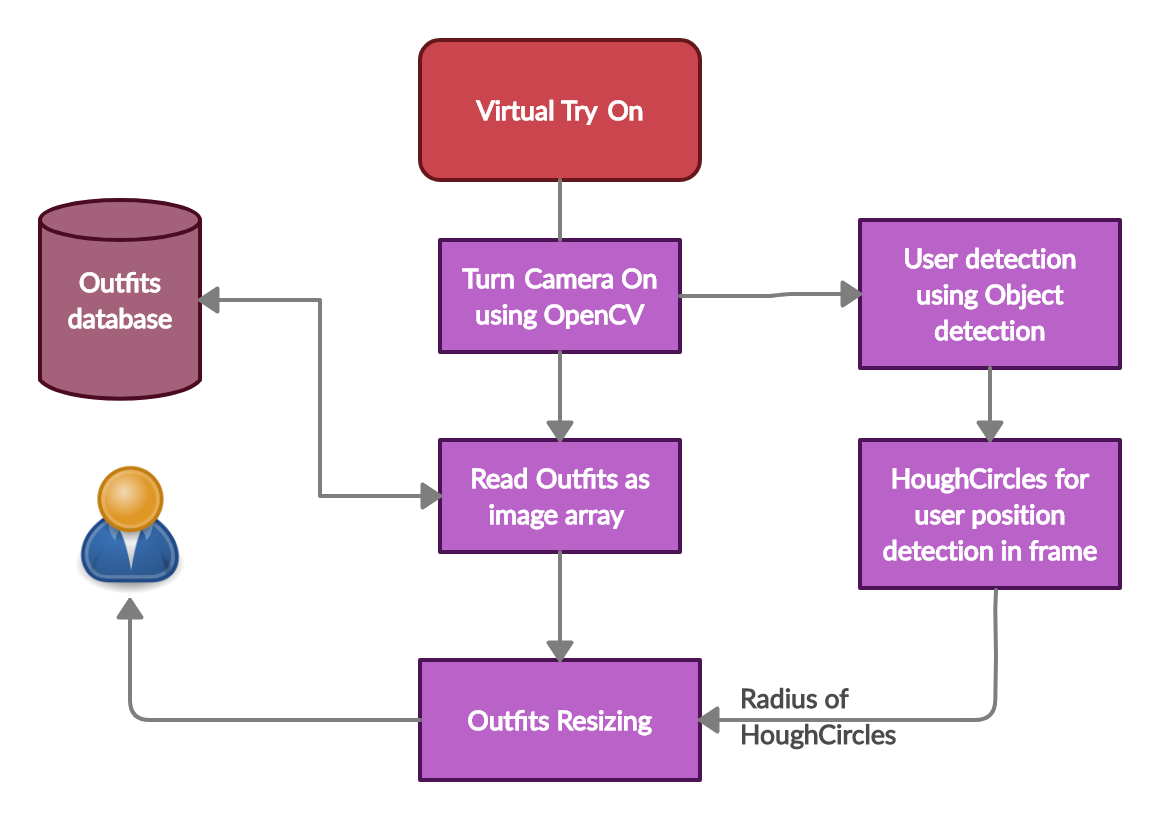 Virtual Try On
Outfits
database
Turn Camera On
using OpenCV
User detection
using Object
detection
Read Outfits as
image array
HoughCircles for
user position
detection in frame
Outfits Resizing
Radius of
HoughCircles